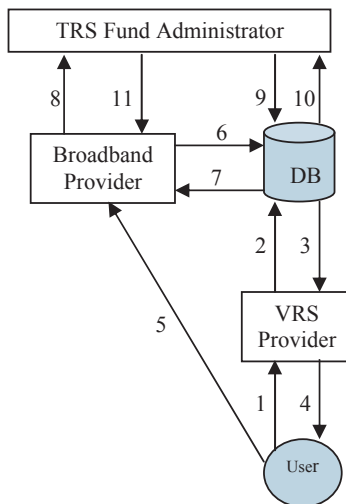 TRS Fund Administrator
8 11 9 10
Broadband
Provider
6
7
DB
2 3
5
VRS
Provider
1 4
User